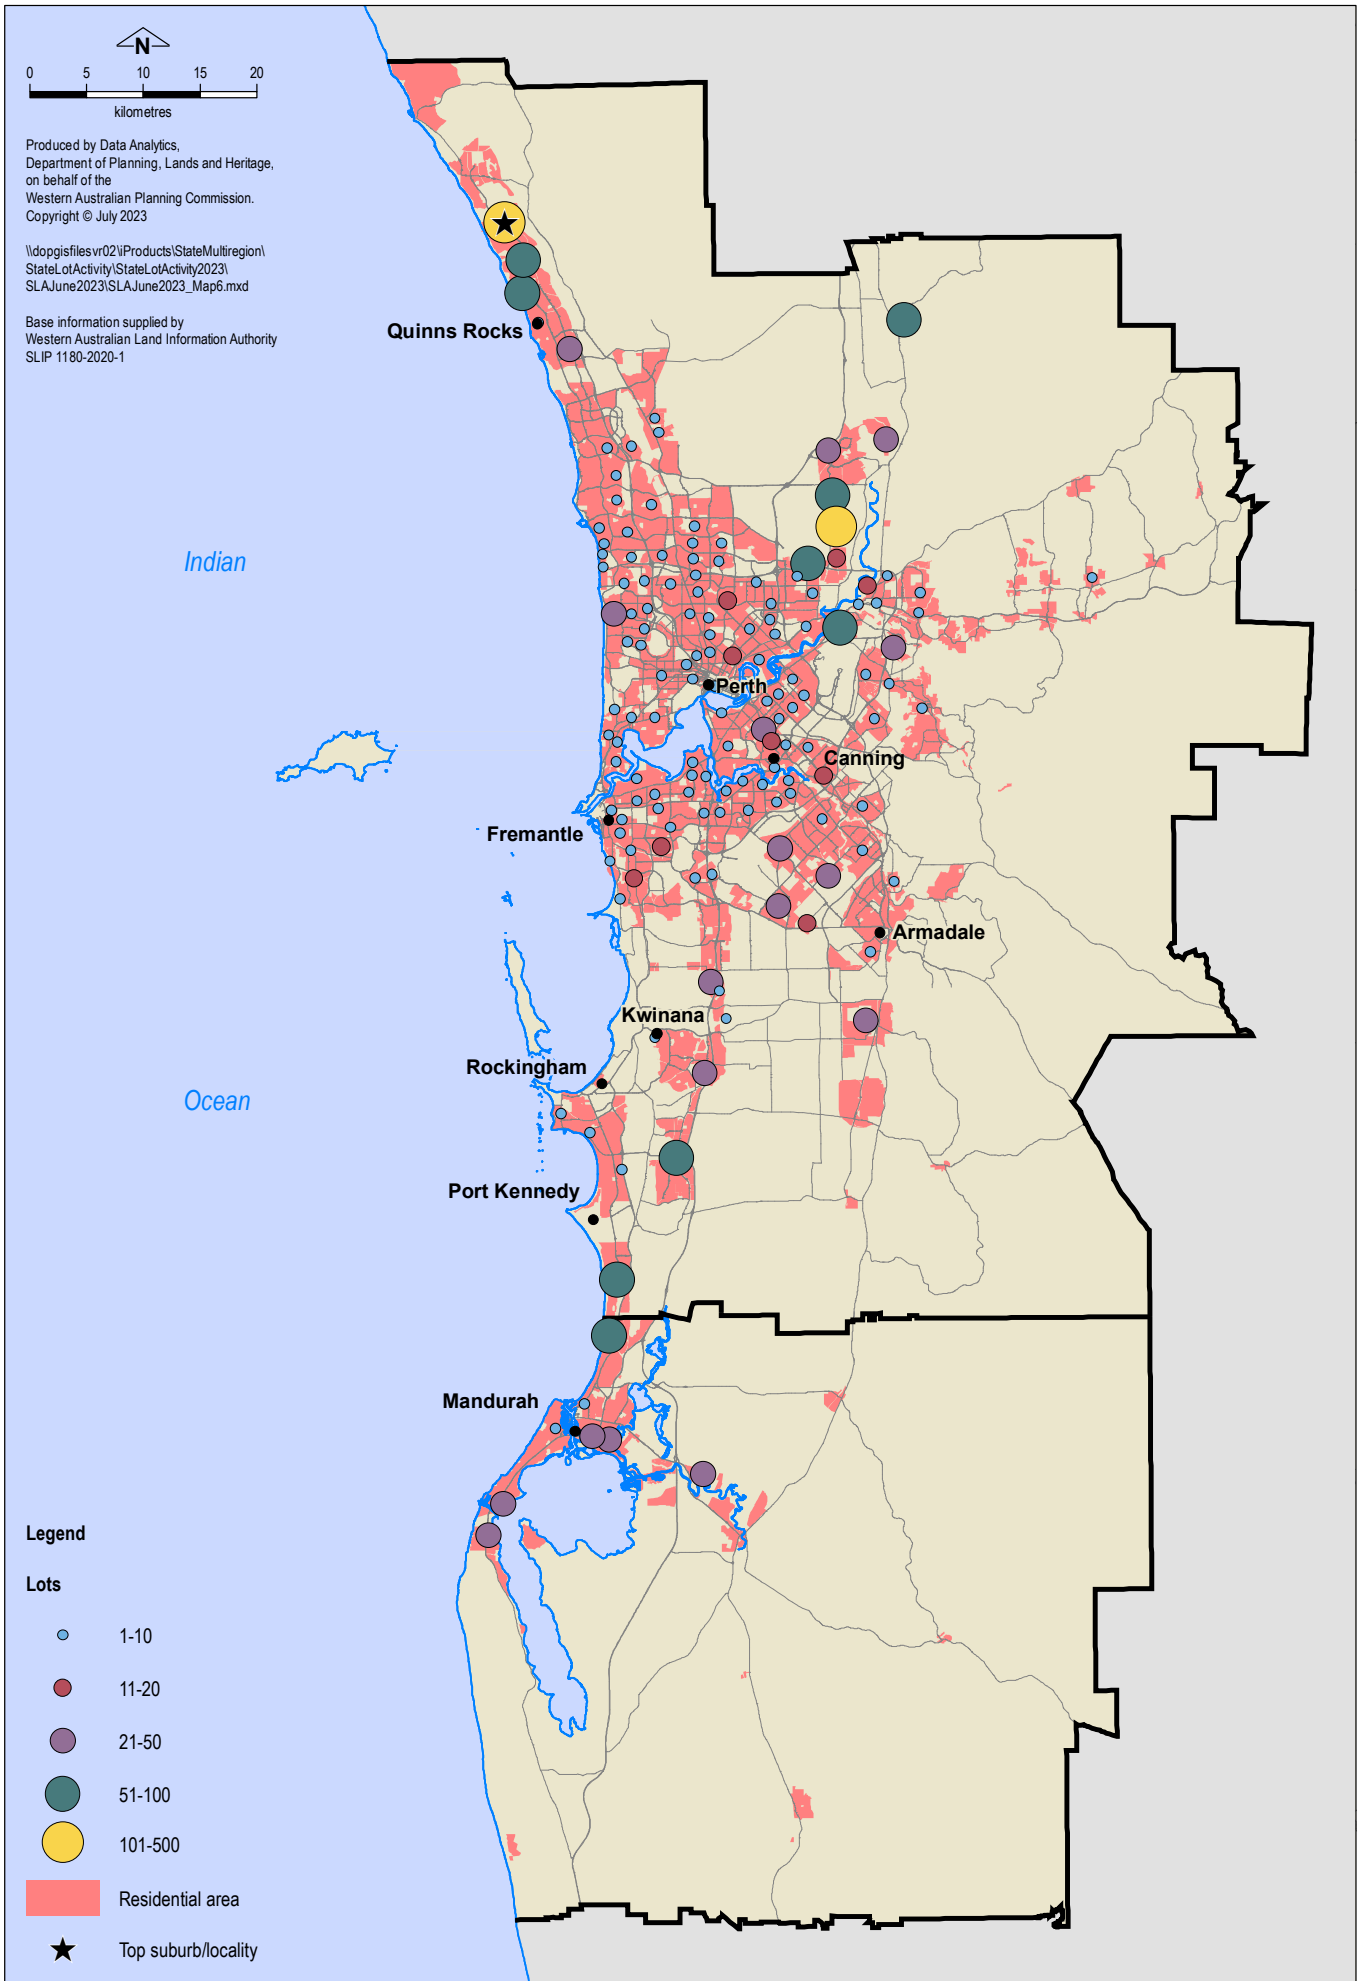 N
0 5 10 15 20
kilometres
Produced by Data Analytics,
Department of Planning, Lands and Heritage,
on behalf of the
Western Australian Planning Commission.
Copyright © July 2023
\\dopgisfilesvr02\iProducts\StateMultiregion\
StateLotActivity\StateLotActivity2023\
SLAJune2023\SLAJune2023_Map6.mxd
Base information supplied by
Western Australian Land Information Authority
SLIP 1180-2020-1
Quinns Rocks
Indian
Perth
Canning
Fremantle
Armadale
Kwinana
Rockingham
Ocean
Port Kennedy
Mandurah
Legend
Lots
1-10
11-20
21-50
51-100
101-500
Residential area
Top suburb/locality